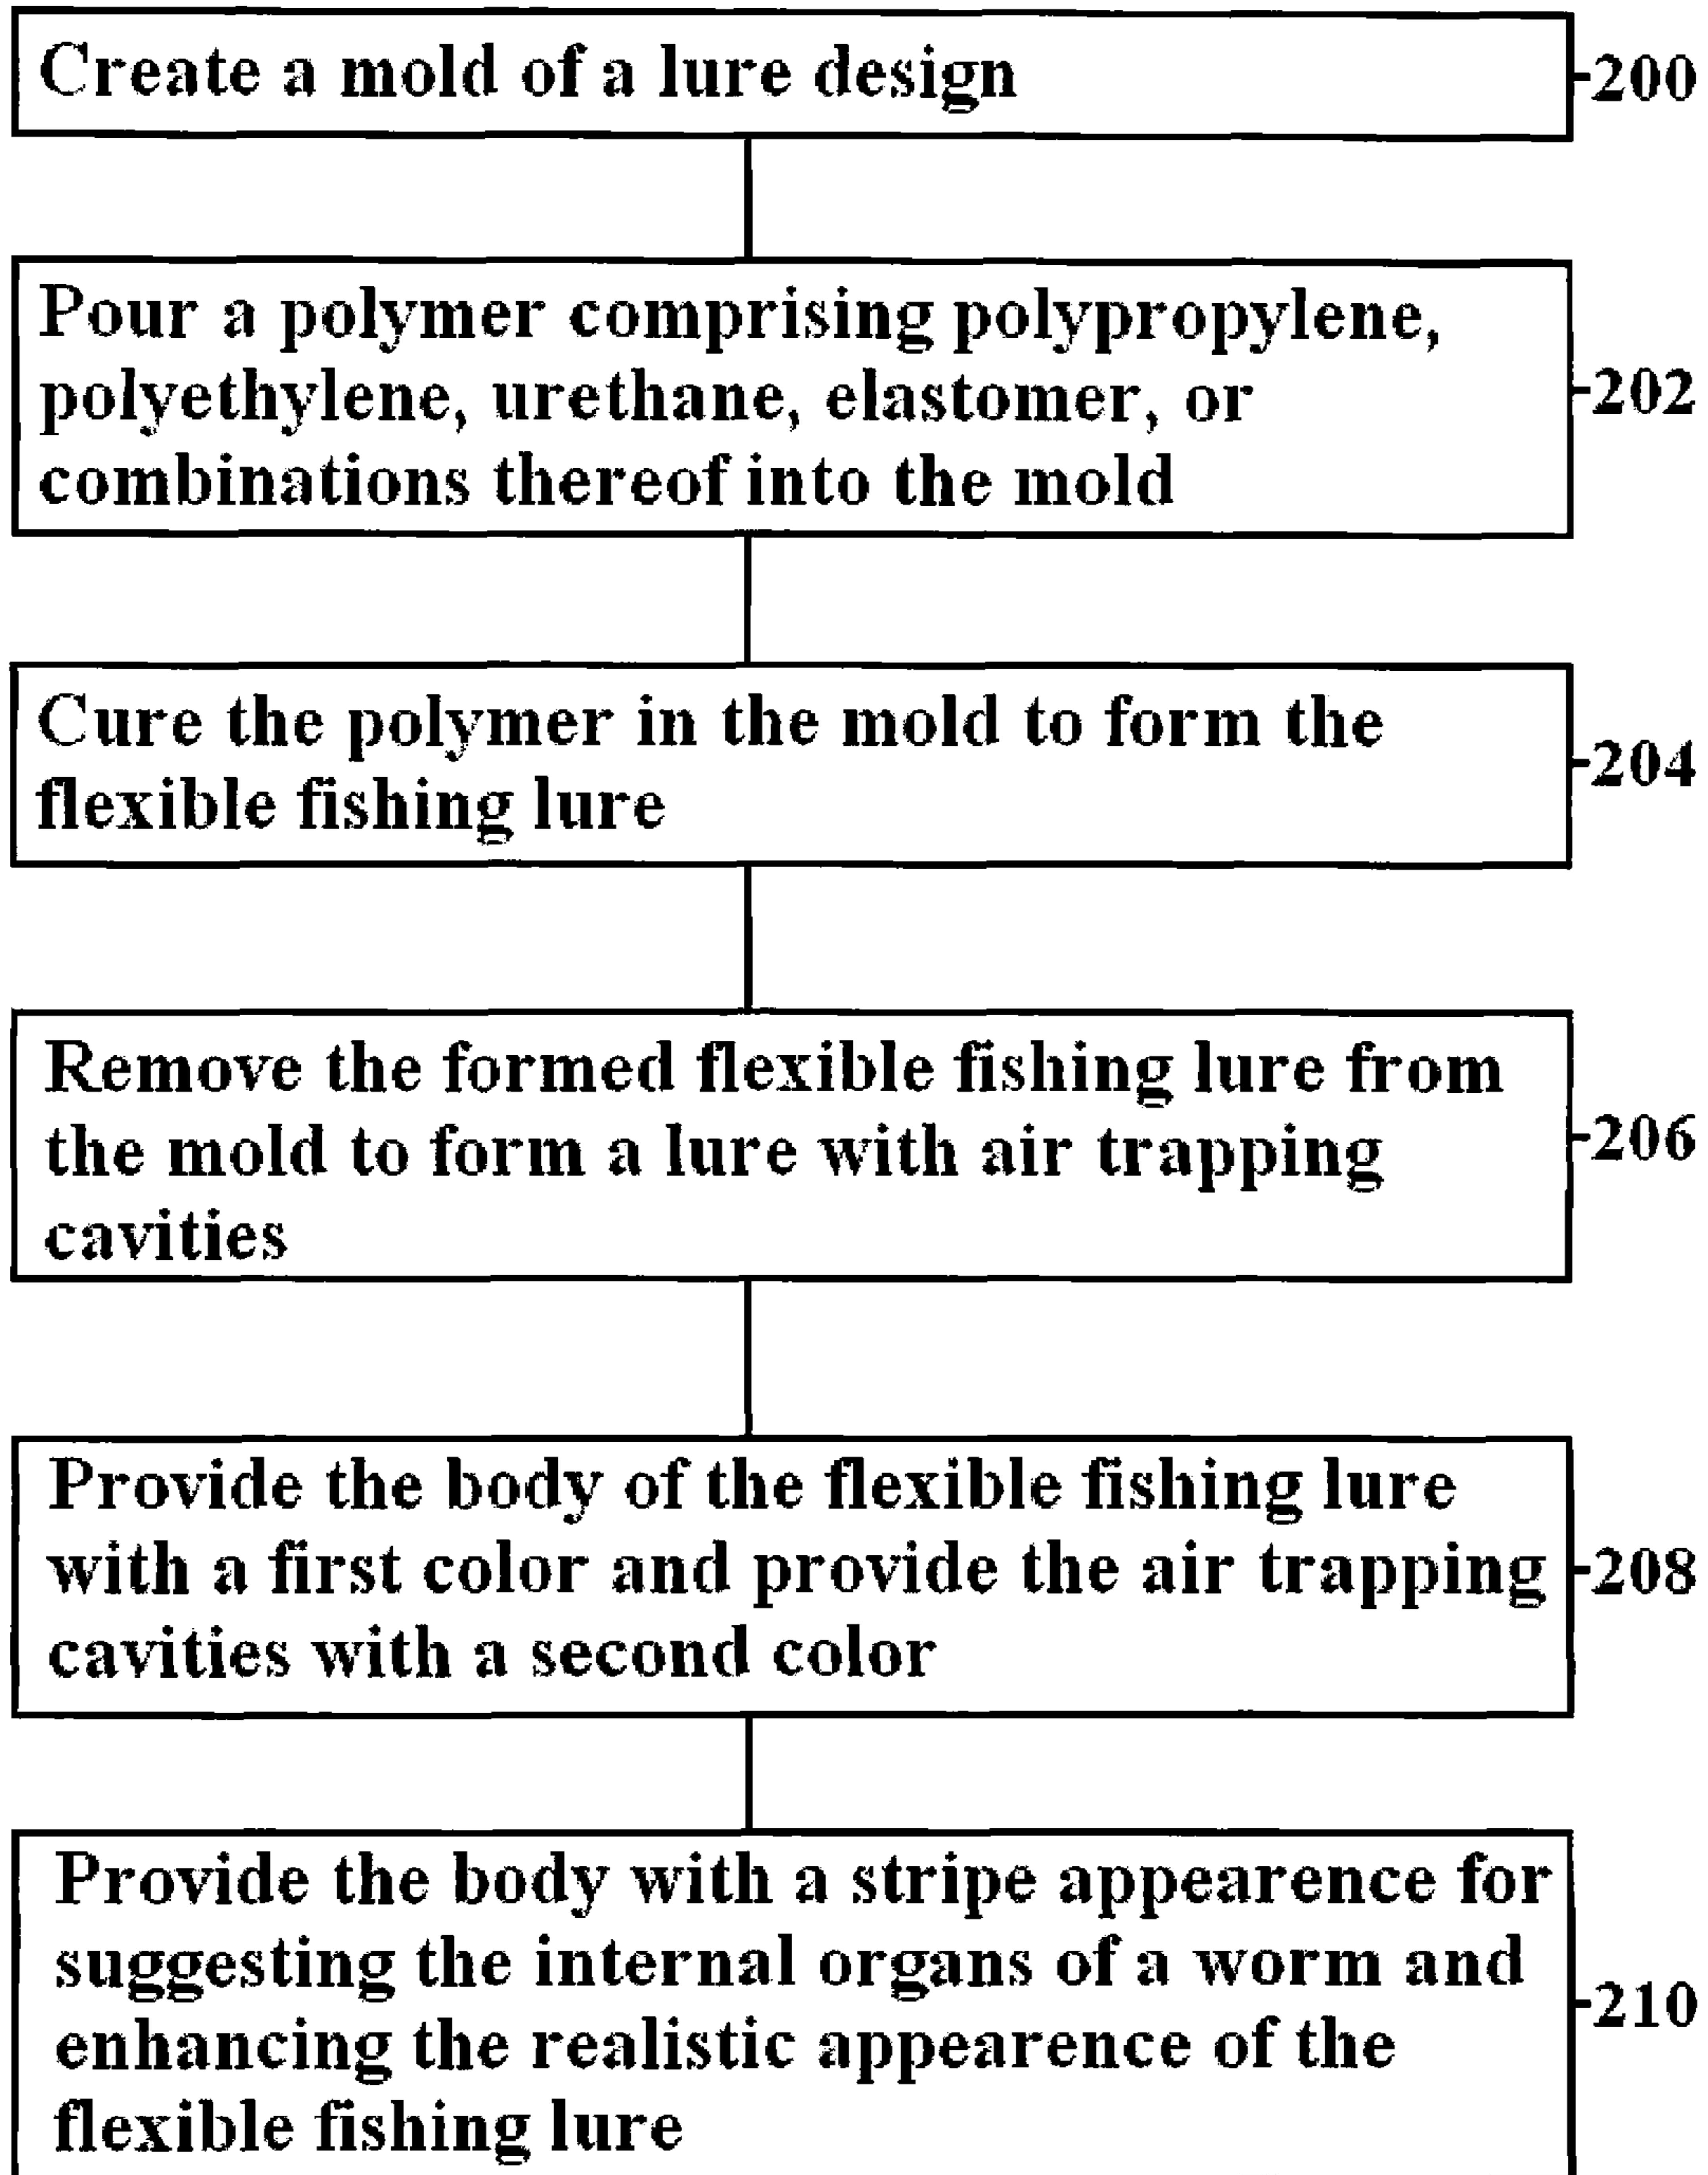 Create a mold of a lure design
200
Pour a polymer comprising polypropylene,
polyethylene, urethane, elastomer, or
combinations thereof into the mold
202
Cure the polymer in the mold to form the
flexible fishing lure
204
Remove the formed flexible fishing lure from
the mold to form a lure with air trapping
cavities
206
Provide the body of the flexible fishing lure
with a first color and provide the air trapping
cavities with a second color
208
Provide the body with a stripe appearence for
suggesting the internal organs of a worm and
enhancing the realistic appearence of the
flexible fishing lure
210